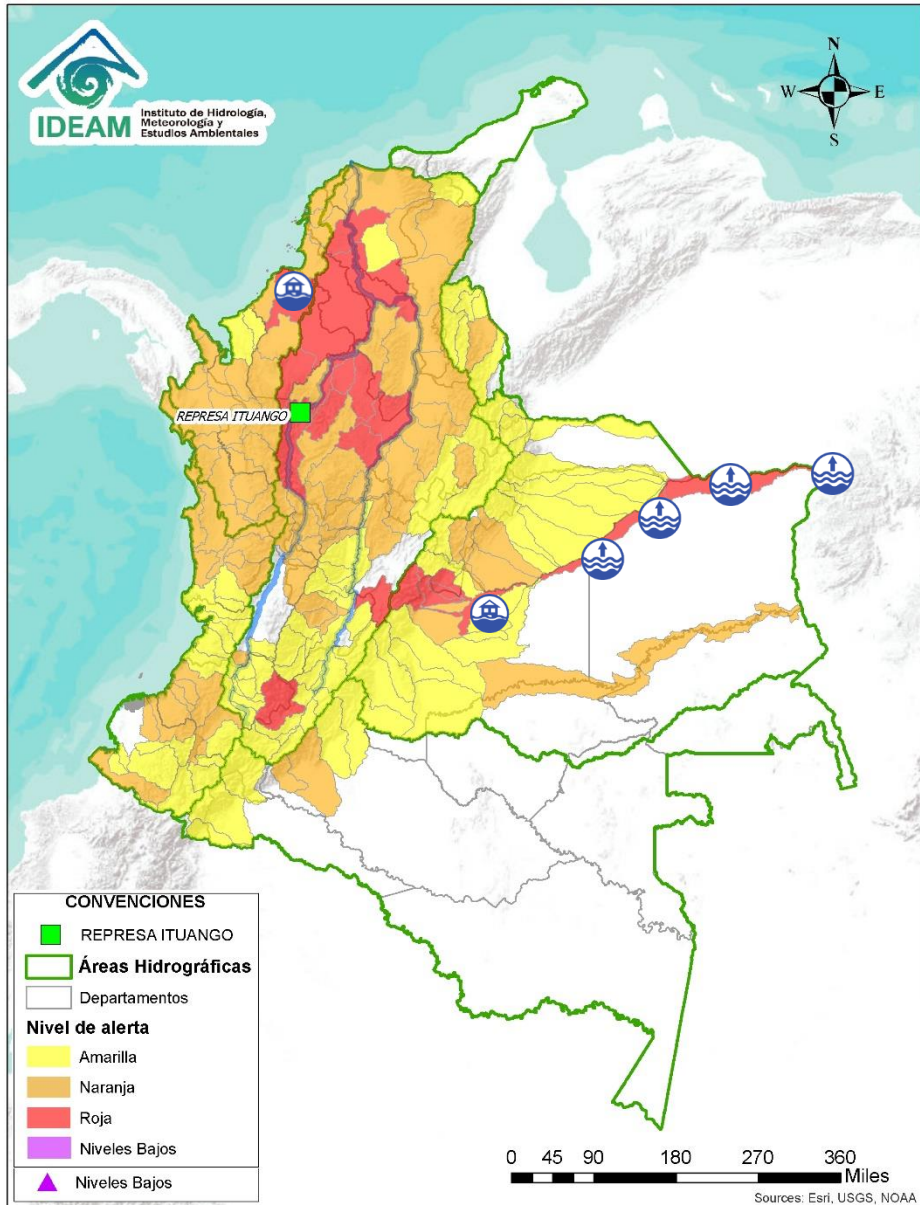 IDEAM
Instituto de Hidrología,
Meteorología y
Estudios Ambientales
N
W
E
S
REPRESA ITUANGO
CONVENCIONES
REPRESA ITUANGO
Áreas Hidrográficas
Departamentos
Nivel de alerta
Amarilla
Naranja
Roja
Niveles Bajos
Niveles Bajos
0 45 90 180 270 360
Miles
Sources: Esri, USGS, NOAA